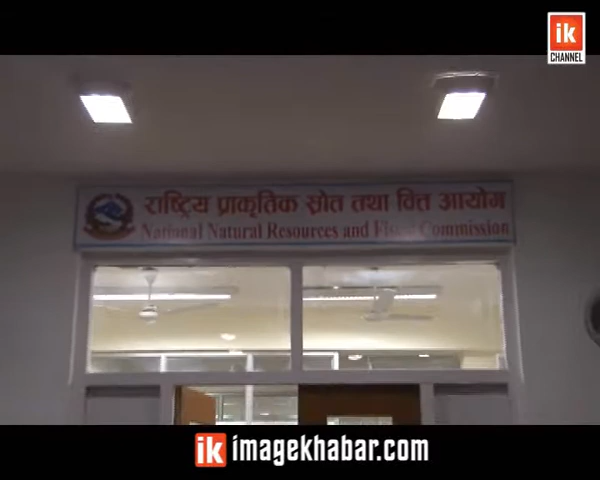 ik
CHANNEL
राष्ट्रिय प्राकृतिक स्रोत तथा वित्त आयोग
National Natural Resources and Fiscal Commission
ik imagekhabar.com